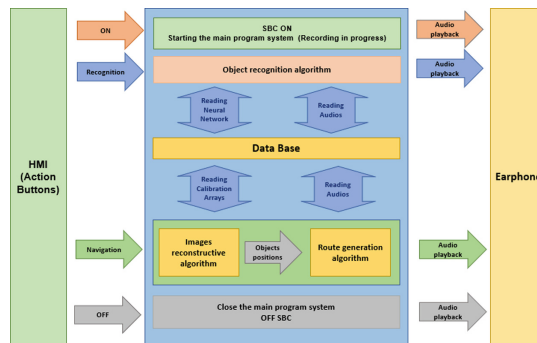 ON
SBC ON
Starting the main program system (Recording in progress)
Audio
playback
Recognition
Object recognition algorithm
Audio
playback
Reading
Neural
Network
Reading
Audios
HMI
(Action
Buttons)
Data Base
Earphone
Reading
Calibration
Arrays
Reading
Audios
Navigation
Images
reconstructive
algorithm
Objects
positions
Route generation
algorithm
Audio
playback
OFF
Close the main program system
OFF SBC
Audio
playback